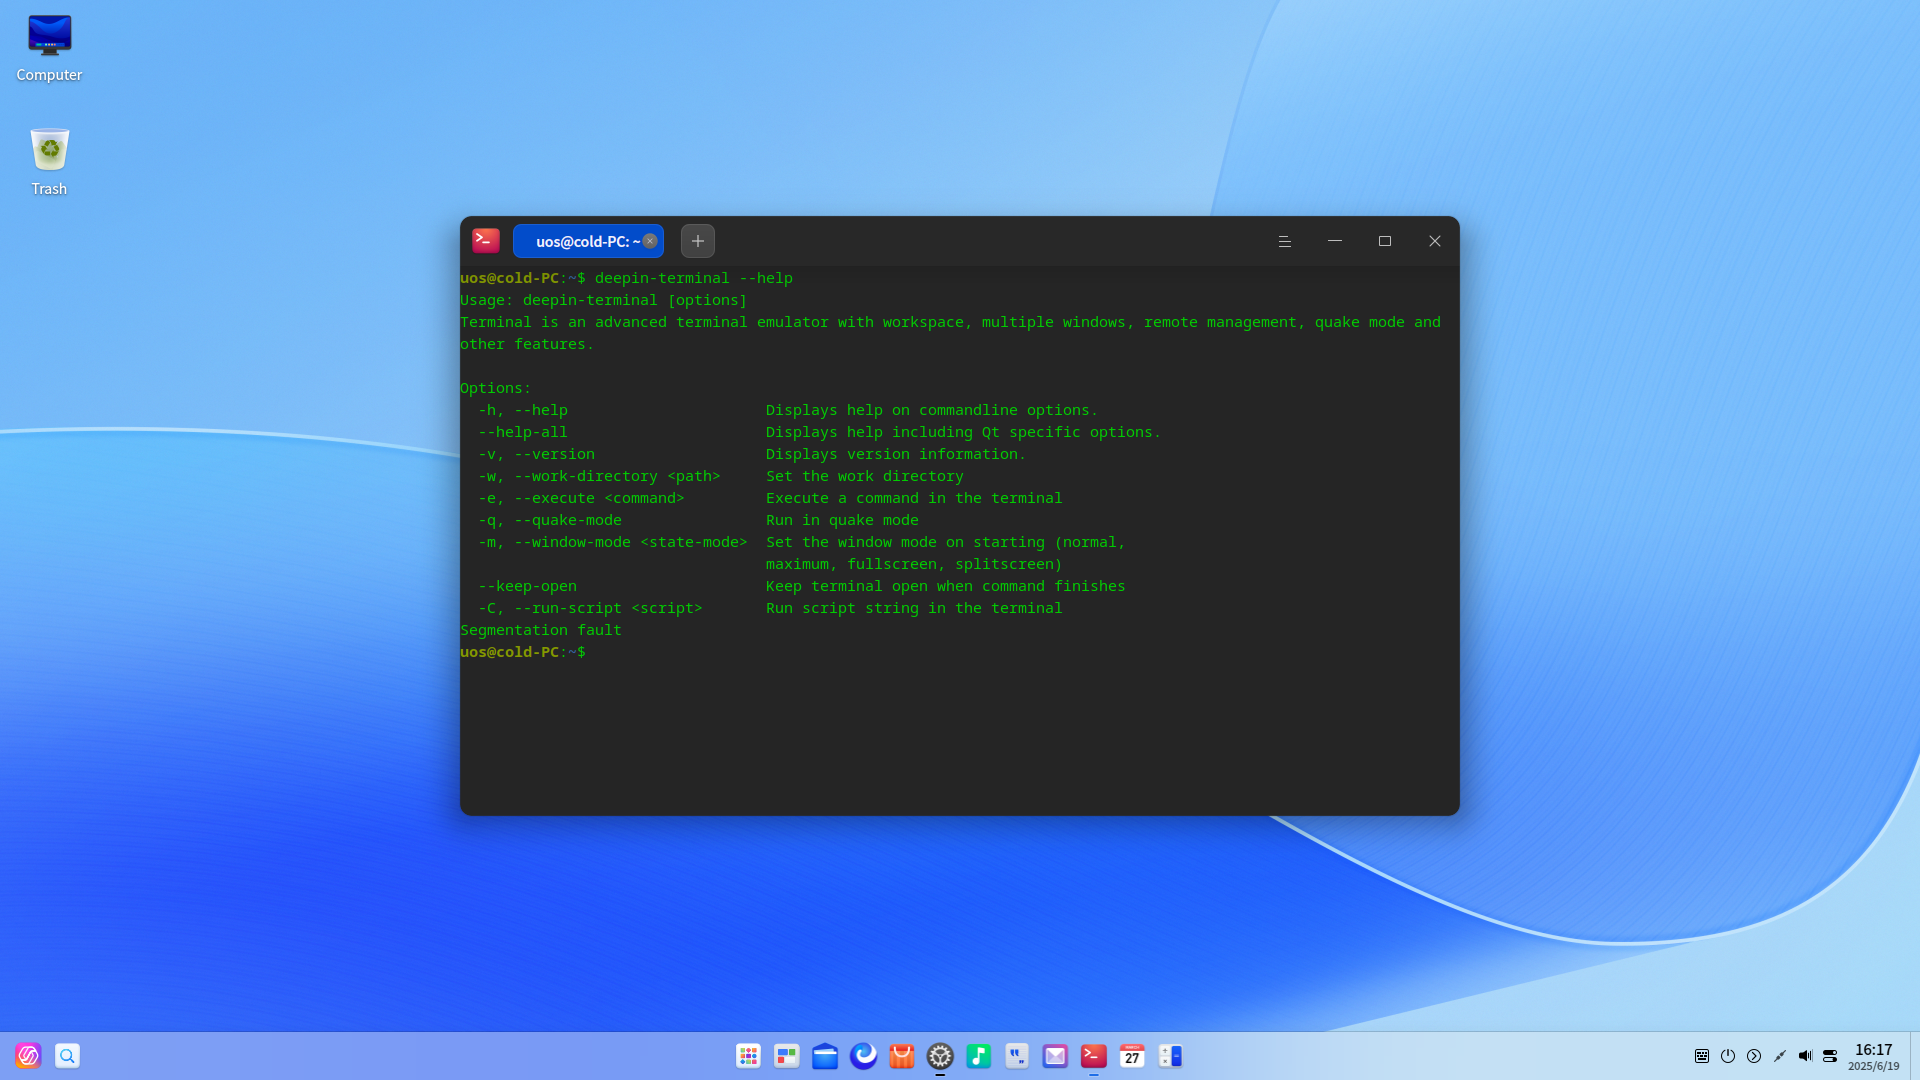 Computer
Trash
uos@cold-PC: ~
uos@cold-PC:~$ deepin-terminal --help
Usage: deepin-terminal [options]
Terminal is an advanced terminal emulator with workspace, multiple windows, remote management, quake mode and
other features.

Options:
  -h, --help                      Displays help on commandline options.
  --help-all                      Displays help including Qt specific options.
  -v, --version                   Displays version information.
  -w, --work-directory <path>     Set the work directory
  -e, --execute <command>         Execute a command in the terminal
  -q, --quake-mode                Run in quake mode
  -m, --window-mode <state-mode>  Set the window mode on starting (normal,
                                  maximum, fullscreen, splitscreen)
  --keep-open                     Keep terminal open when command finishes
  -C, --run-script <script>       Run script string in the terminal
Segmentation fault
uos@cold-PC:~$
27
16:17
2025/6/19